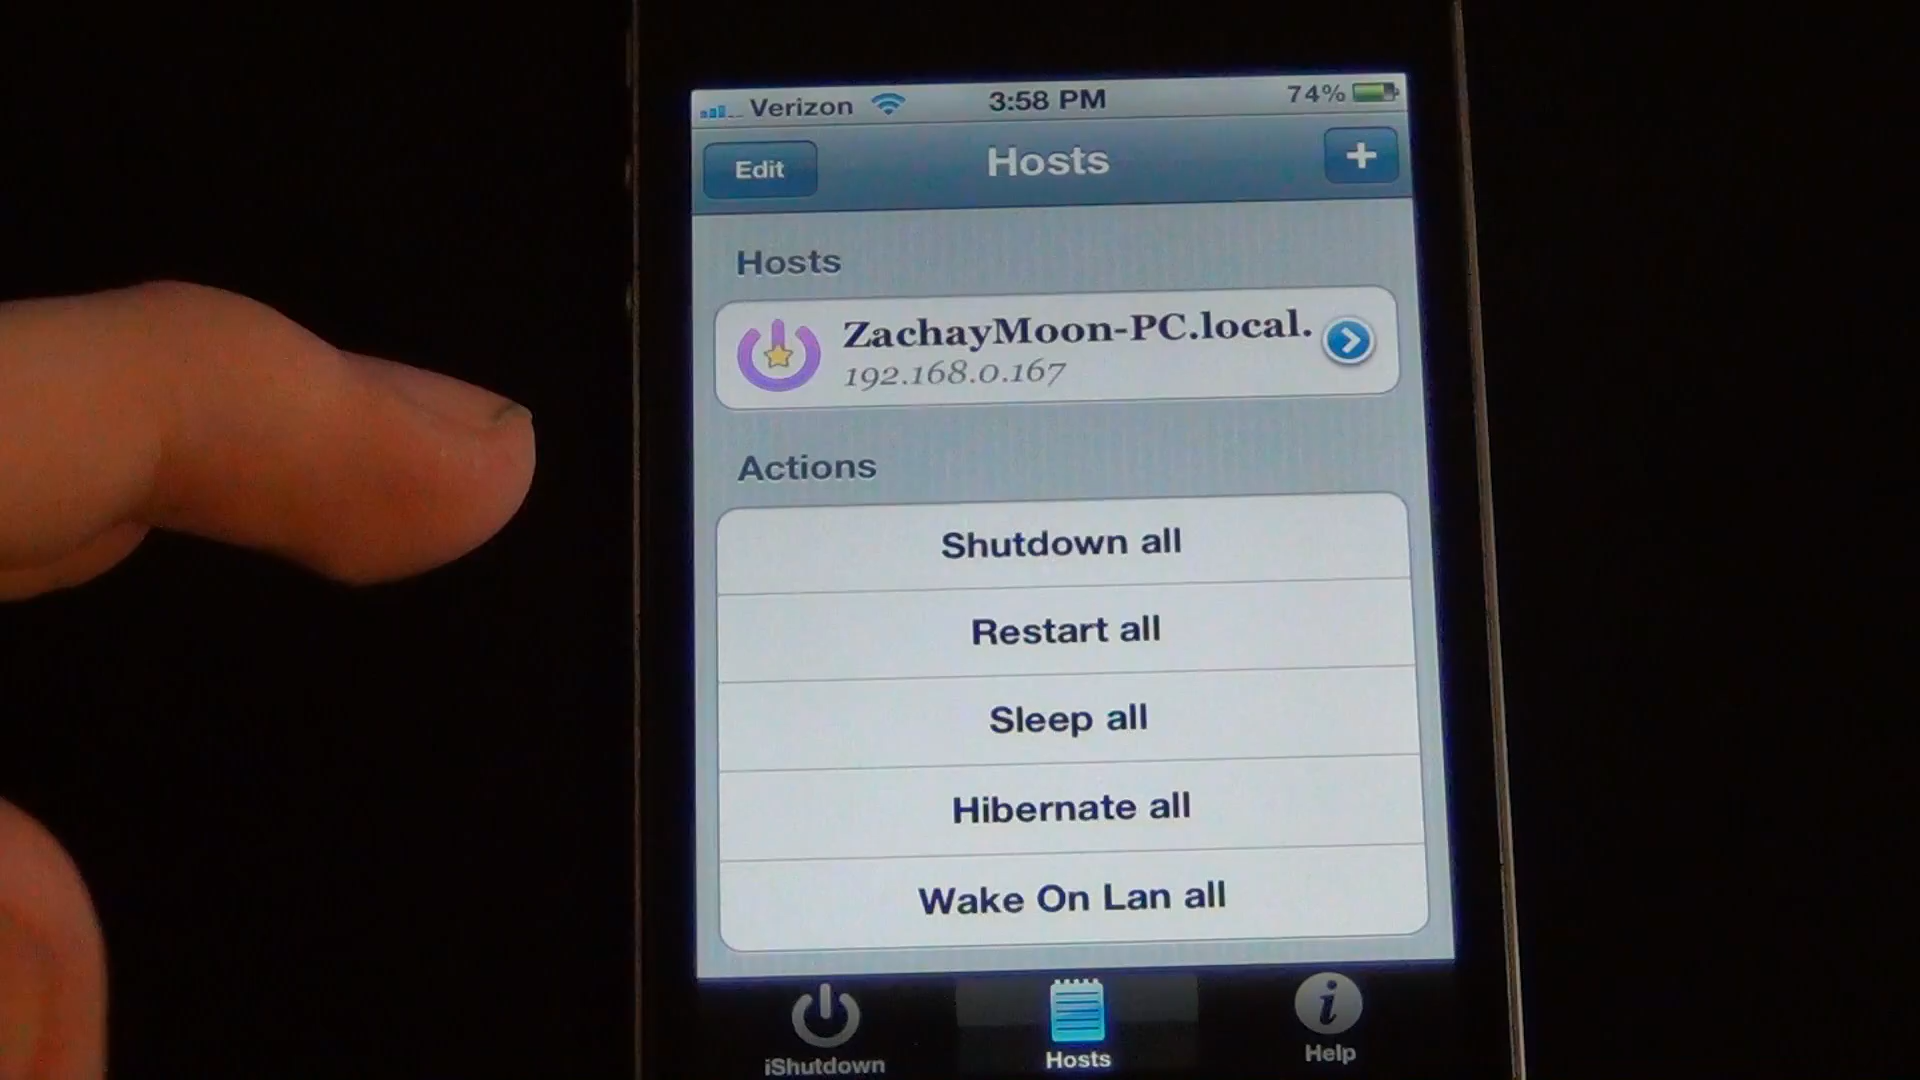 Verizon 3:58 PM 74%
Edit Hosts +
Hosts
ZachayMoon-PC.local.
192.168.0.167
Actions
Shutdown all
Restart all
Sleep all
Hibernate all
Wake On Lan all
iShutdown Hosts Help